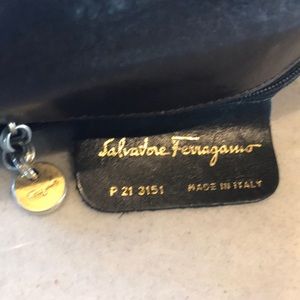 Salvatore Ferragamo
P 21 3151 MADE IN ITALY